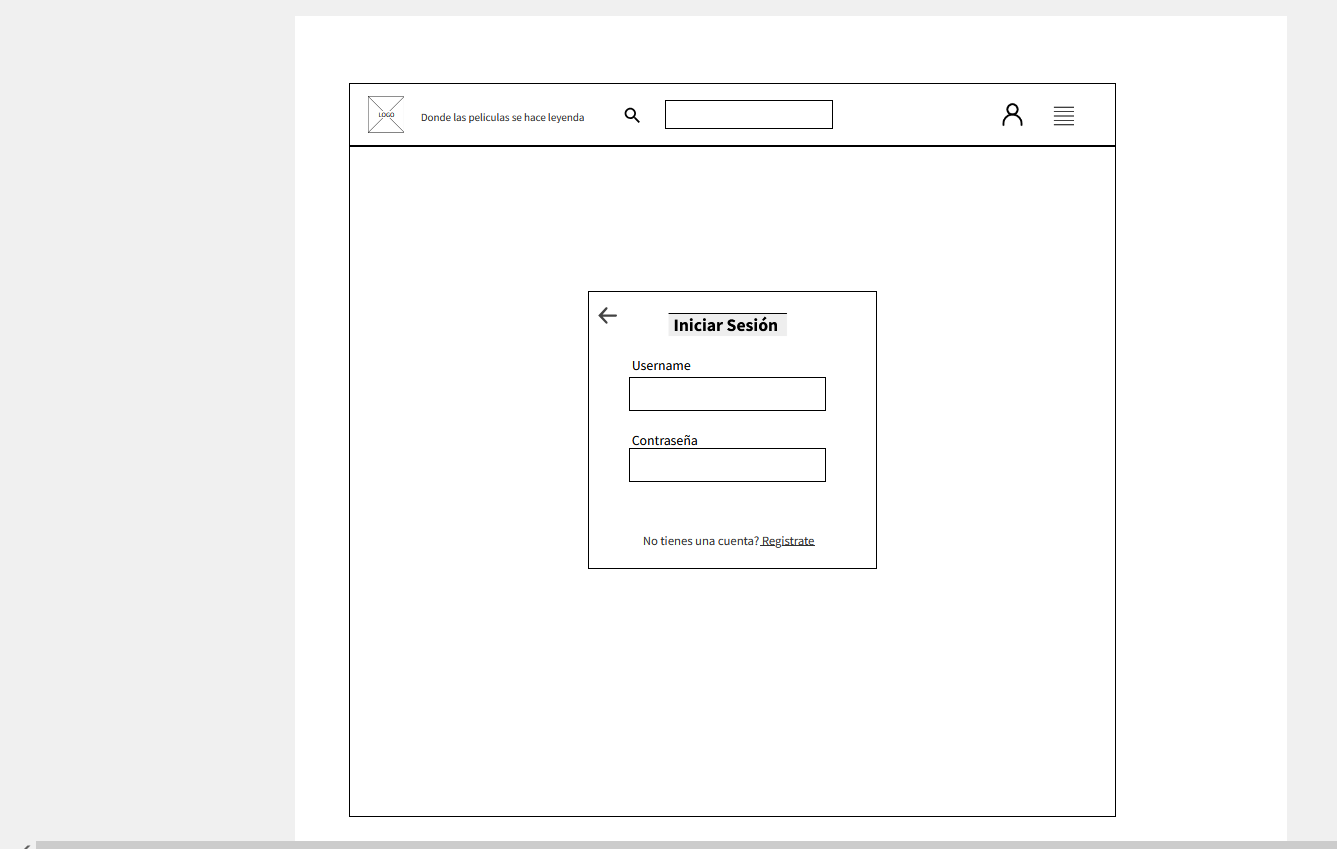 LOGO
Donde las peliculas se hace leyenda
Iniciar Sesión
Username
Contraseña
No tienes una cuenta? Registrate